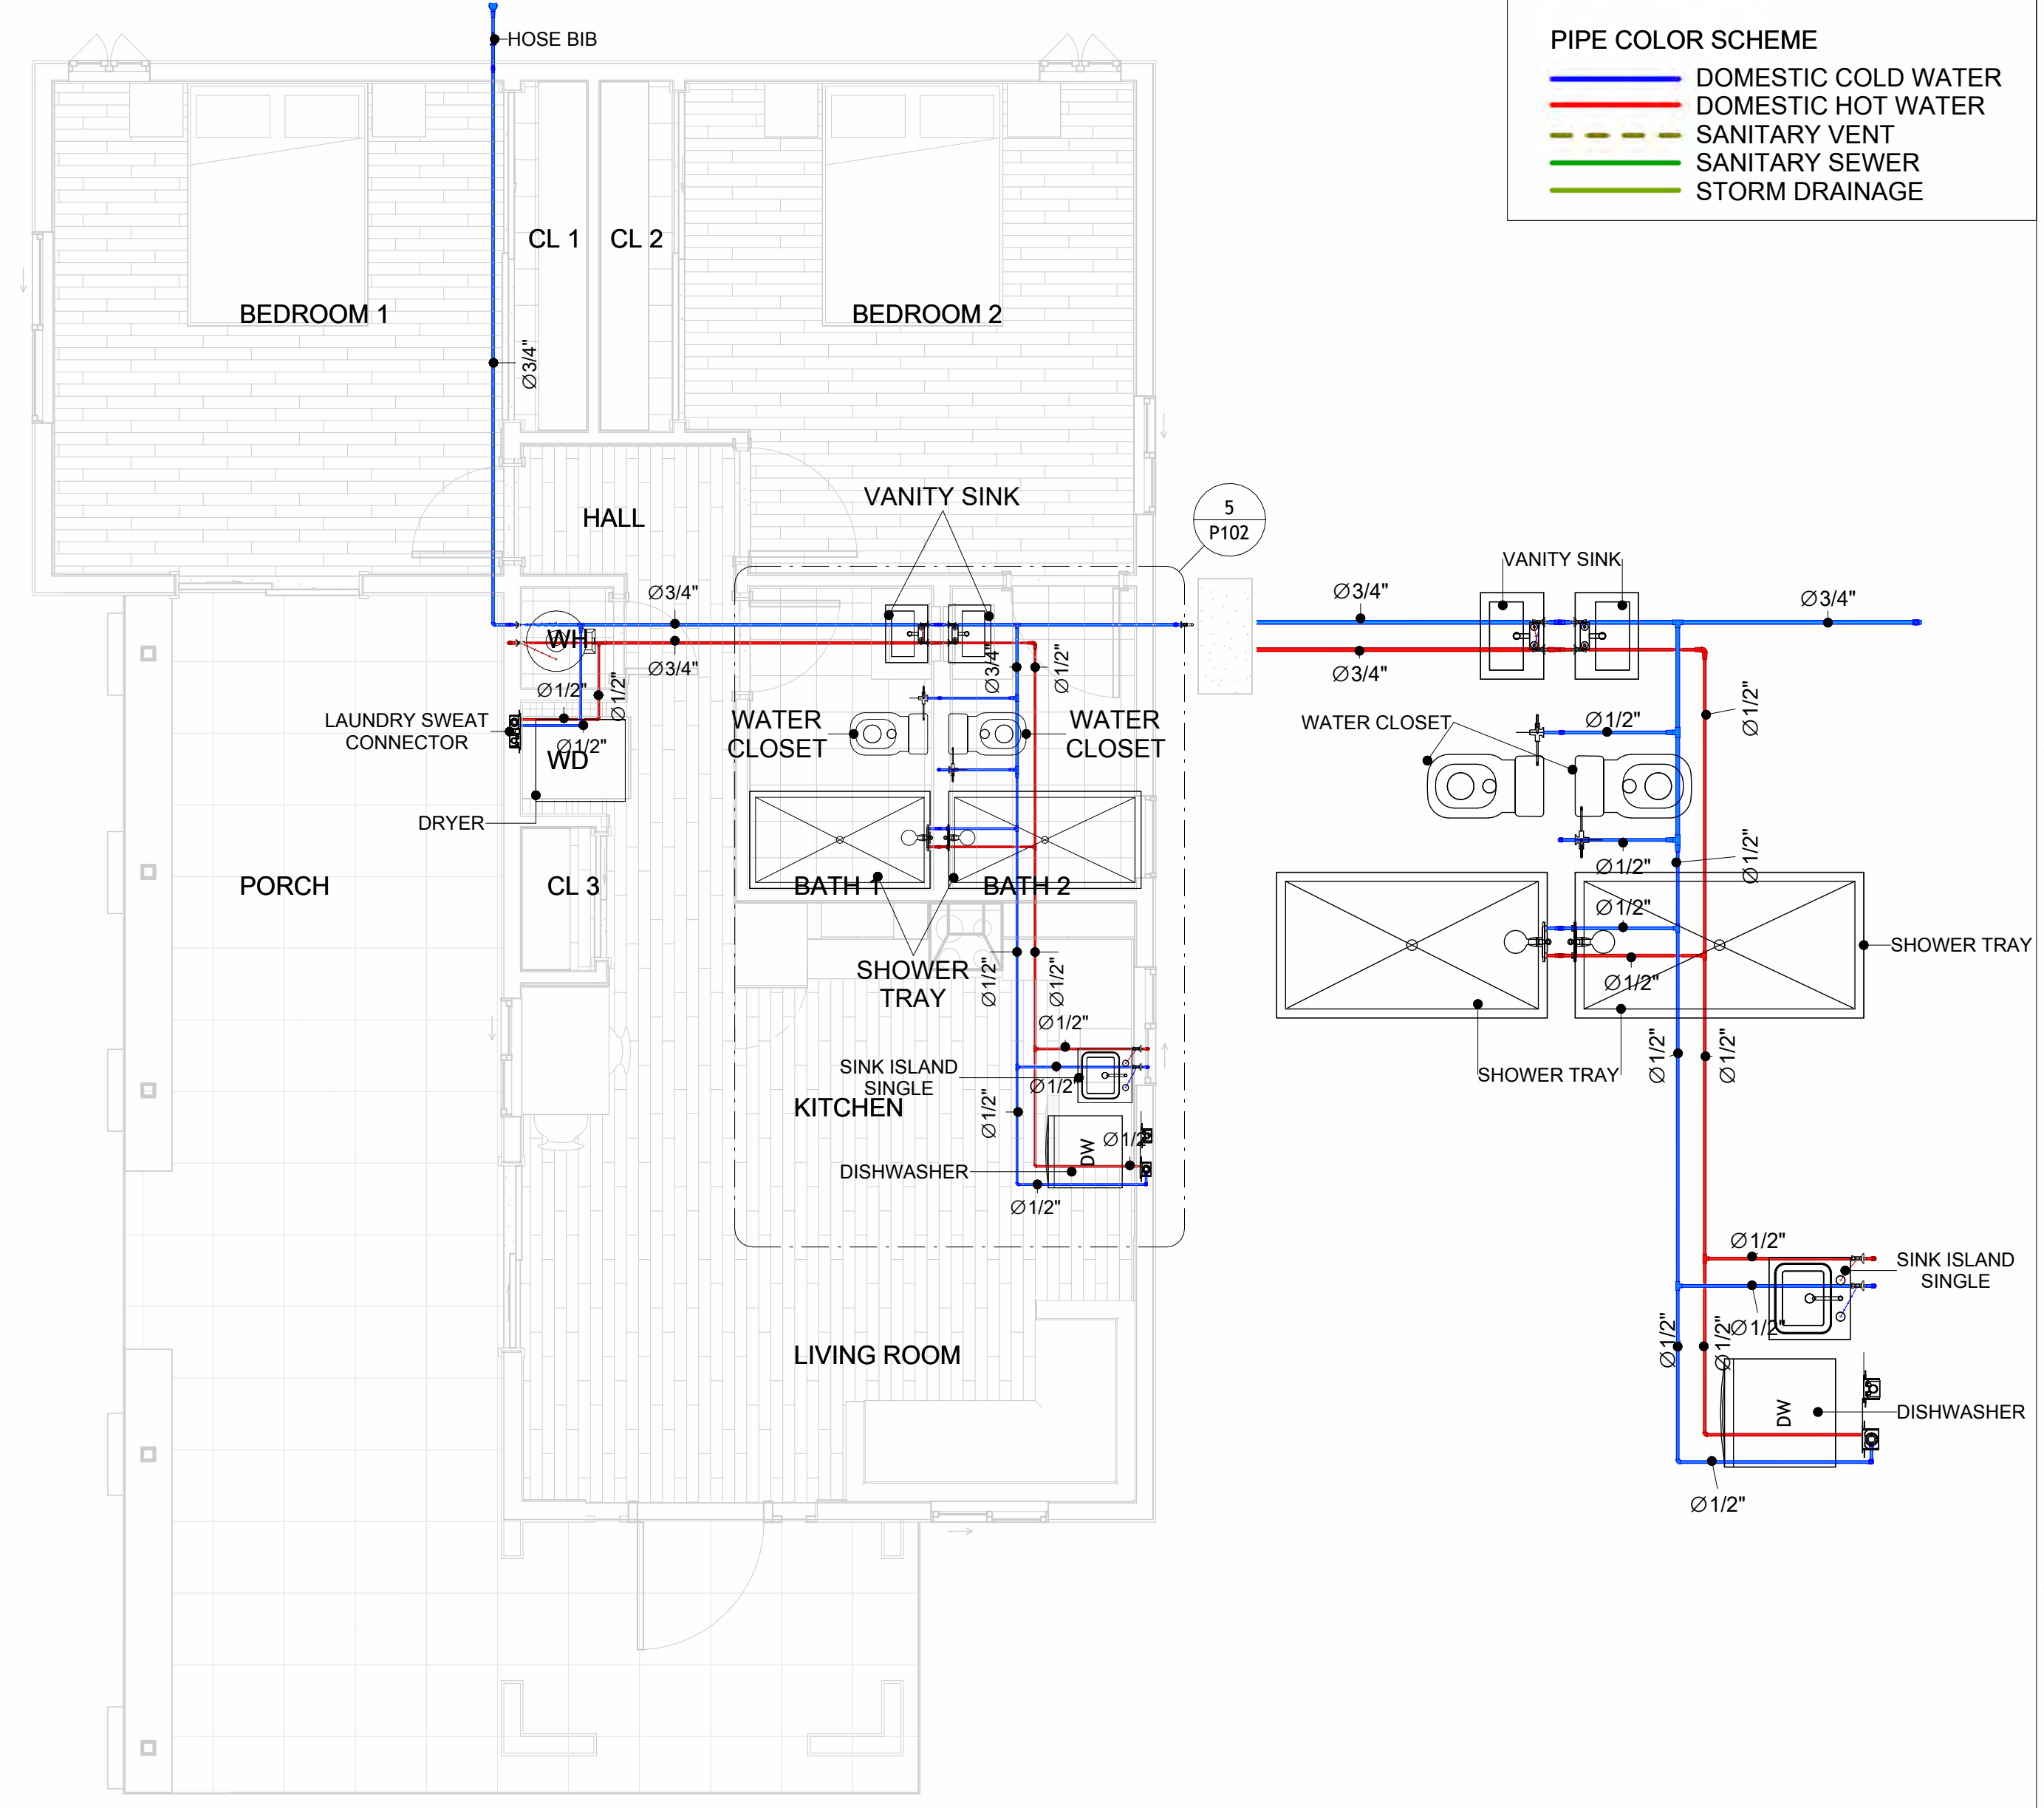 HOSE BIB
PIPE COLOR SCHEME
DOMESTIC COLD WATER
DOMESTIC HOT WATER
SANITARY VENT
SANITARY SEWER
STORM DRAINAGE
CL 1
CL 2
BEDROOM 1
BEDROOM 2
Ø3/4"
HALL
VANITY SINK
5
P102
WH
Ø3/4"
Ø3/4"
Ø3/4"
Ø1/2"
Ø1/2"
Ø1/2"
Ø1/2"
LAUNDRY SWEAT
CONNECTOR
WD
DRYER
WATER
CLOSET
WATER
CLOSET
PORCH
CL 3
BATH 1
BATH 2
SHOWER
TRAY
Ø1/2"
Ø1/2"
Ø1/2"
SINK ISLAND
SINGLE
Ø1/2"
KITCHEN
Ø1/2"
Ø1/2"
DW
DISHWASHER
Ø1/2"
LIVING ROOM
VANITY SINK
Ø3/4"
Ø3/4"
Ø3/4"
WATER CLOSET
Ø1/2"
Ø1/2"
Ø1/2"
Ø1/2"
Ø1/2"
SHOWER TRAY
Ø1/2"
Ø1/2"
Ø1/2"
SHOWER TRAY
Ø1/2"
SINK ISLAND
SINGLE
Ø1/2"
Ø1/2"
Ø1/2"
DW
DISHWASHER
Ø1/2"